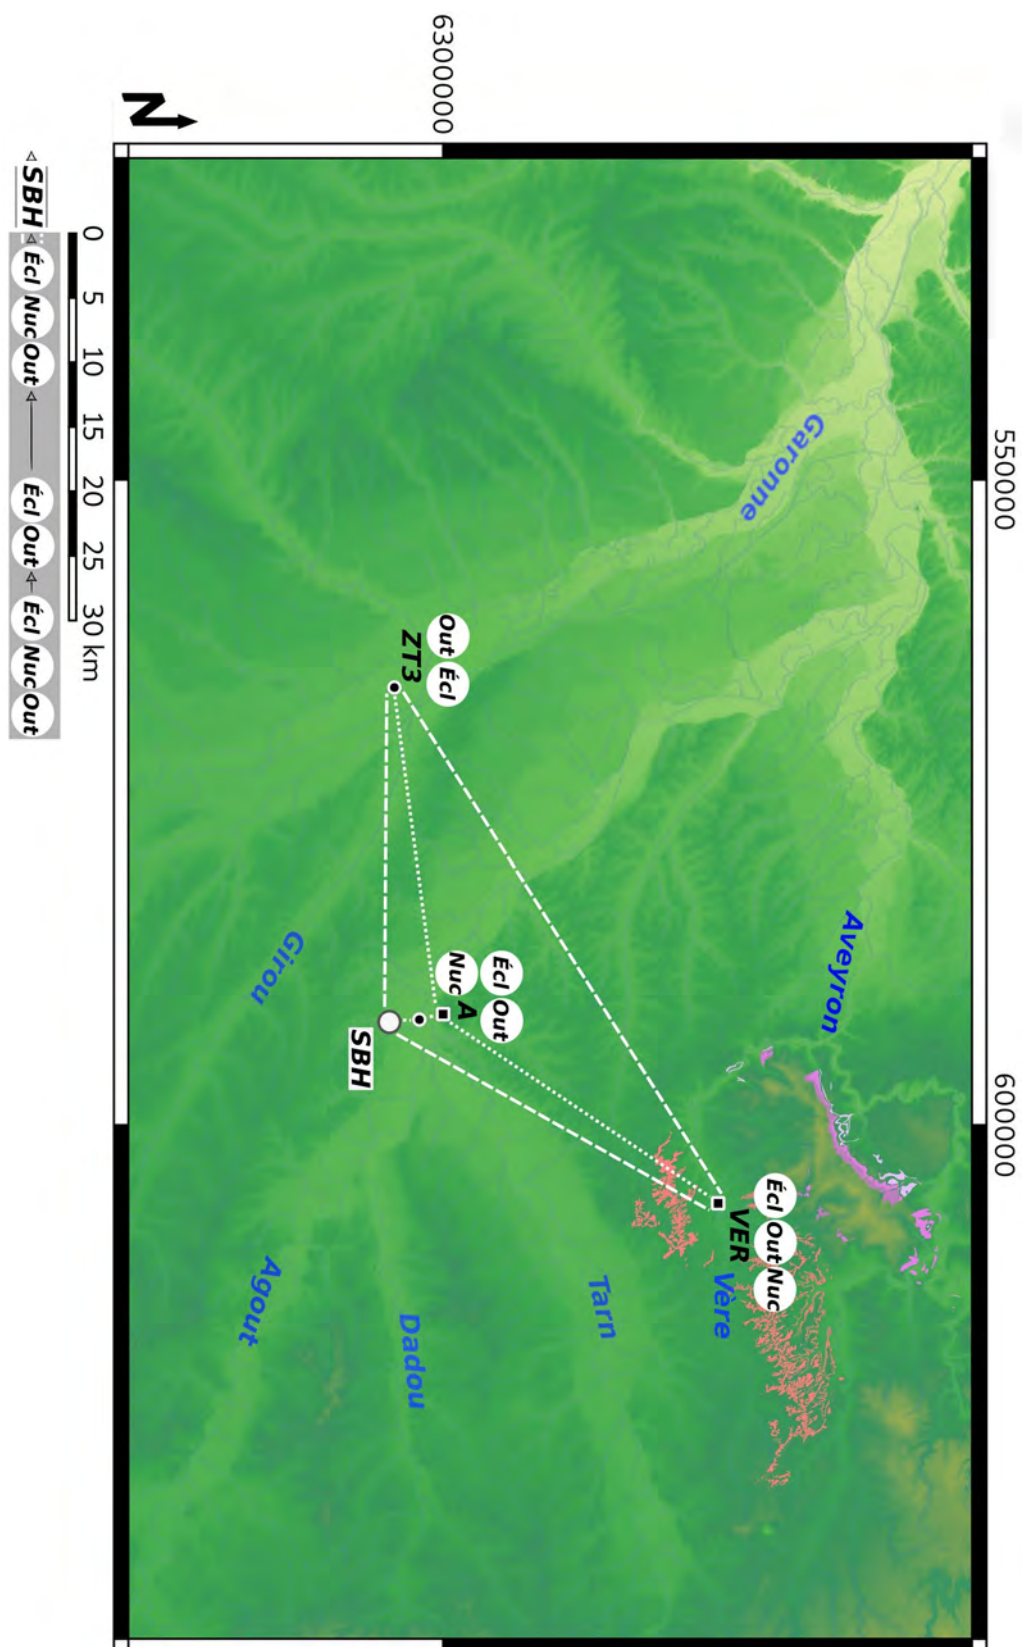 550000
600000
6300000
N
Garonne
Aveyron
Écl Out Nuc
VER
Vère
Tarn
Out Écl
ZT3
Écl Out
Nuc A
SBH
Girou
Dadou
Agout
0 5 10 15 20 25 30 km
SBH Écl Nuc Out Écl Out Écl Nuc Out